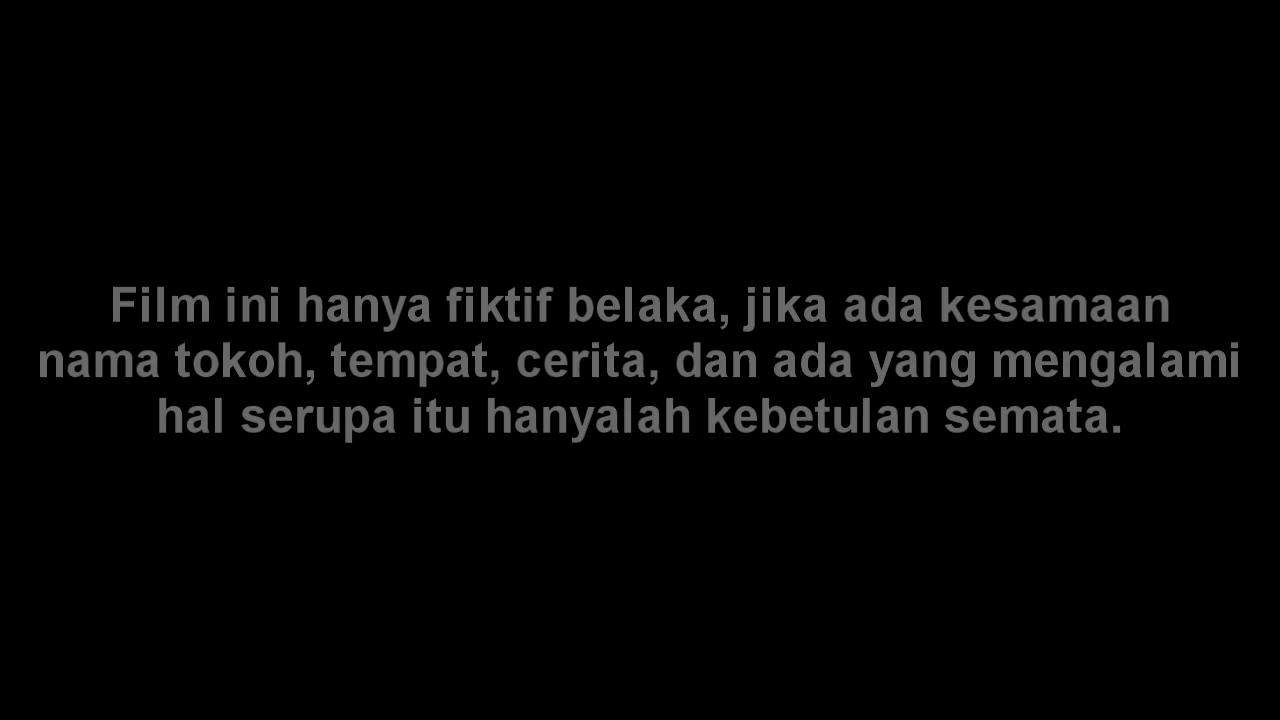 Film ini hanya fiktif belaka, jika ada kesamaan
nama tokoh, tempat, cerita, dan ada yang mengalami
hal serupa itu hanyalah kebetulan semata.